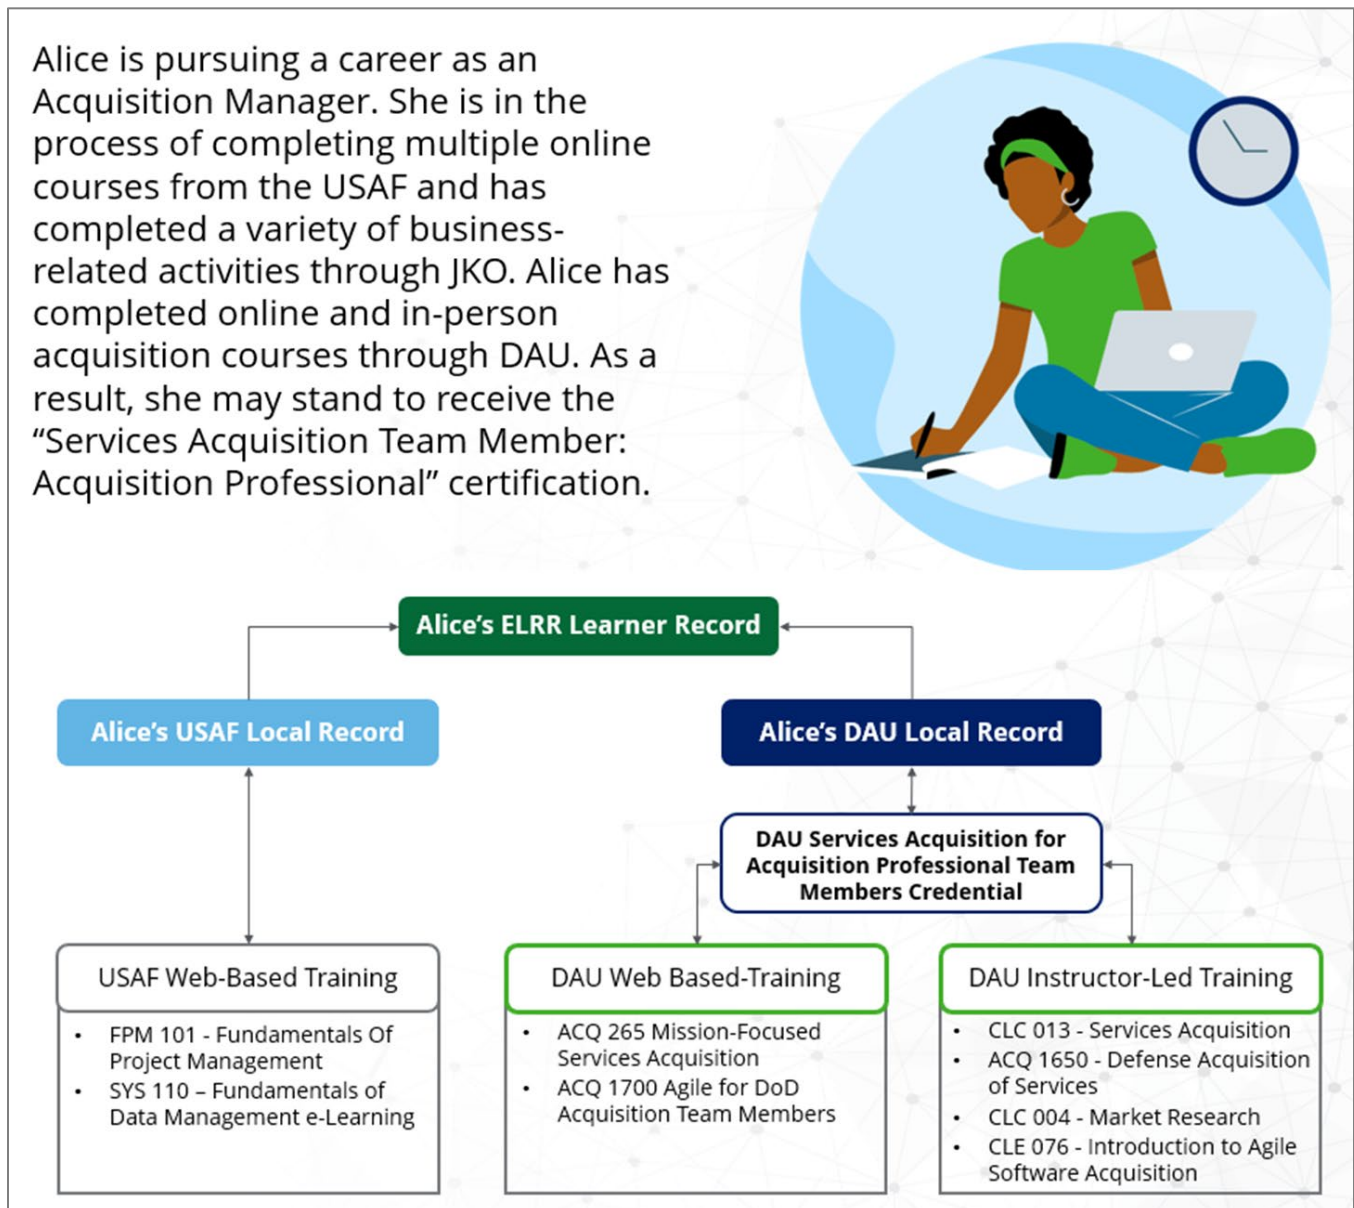 Alice is pursuing a career as an
Acquisition Manager. She is in the
process of completing multiple online
courses from the USAF and has
completed a variety of business-
related activities through JKO. Alice has
completed online and in-person
acquisition courses through DAU. As a
result, she may stand to receive the
“Services Acquisition Team Member:
Acquisition Professional” certification.
Alice’s ELRR Learner Record
Alice’s USAF Local Record
Alice’s DAU Local Record
DAU Services Acquisition for
Acquisition Professional Team
Members Credential
USAF Web-Based Training
• FPM 101 - Fundamentals Of
Project Management
• SYS 110 – Fundamentals of
Data Management e-Learning
DAU Web Based-Training
• ACQ 265 Mission-Focused
Services Acquisition
• ACQ 1700 Agile for DoD
Acquisition Team Members
DAU Instructor-Led Training
• CLC 013 - Services Acquisition
• ACQ 1650 - Defense Acquisition
of Services
• CLC 004 - Market Research
• CLE 076 - Introduction to Agile
Software Acquisition